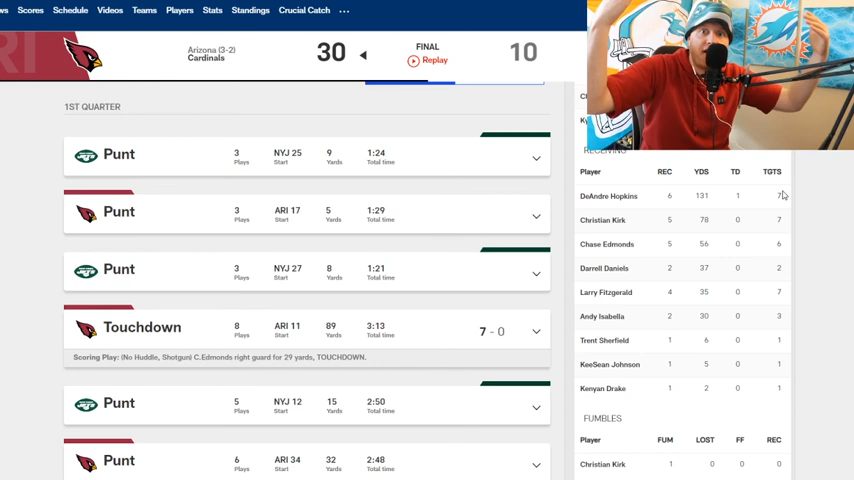 ws Scores Schedule Videos Teams Players Stats Standings Crucial Catch ...
RI
Arizona (3-2)
Cardinals
30
FINAL
Replay
10
1ST QUARTER
Punt 3 NYJ 25 9 1:24
Plays Start Yards Total time
Punt 3 ARI 17 5 1:29
Plays Start Yards Total time
Punt 3 NYJ 27 8 1:21
Plays Start Yards Total time
Touchdown 8 ARI 11 89 3:13 7 - 0
Plays Start Yards Total time
Scoring Play: (No Huddle, Shotgun) C.Edmonds right guard for 29 yards, TOUCHDOWN.
Punt 5 NYJ 12 15 2:50
Plays Start Yards Total time
Punt 6 ARI 34 32 2:48
Plays Start Yards Total time
RECEIVING
Player REC YDS TD TGTS
DeAndre Hopkins 6 131 1 7
Christian Kirk 5 78 0 7
Chase Edmonds 5 56 0 6
Darrell Daniels 2 37 0 2
Larry Fitzgerald 4 35 0 7
Andy Isabella 2 30 0 3
Trent Sherfield 1 6 0 1
KeeSean Johnson 1 5 0 1
Kenyan Drake 1 2 0 1
FUMBLES
Player FUM LOST FF REC
Christian Kirk 1 0 0 0